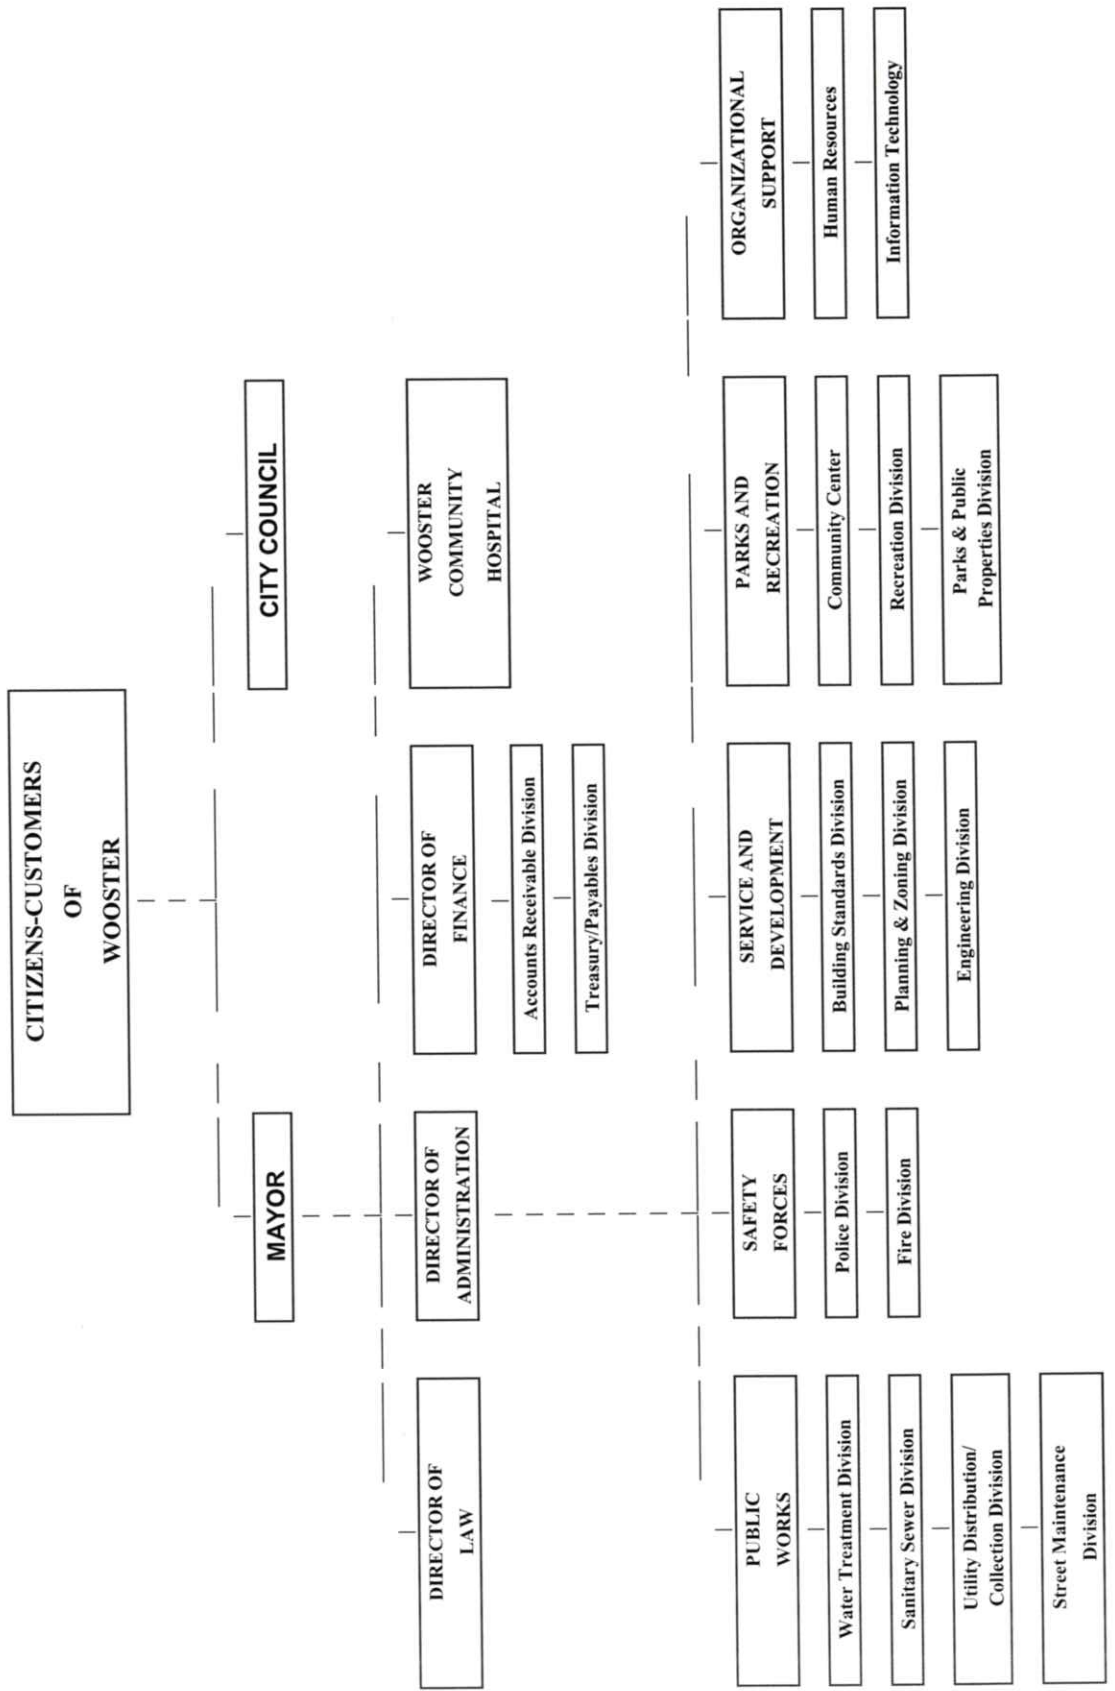 CITIZENS-CUSTOMERS
OF
WOOSTER
MAYOR
CITY COUNCIL
DIRECTOR OF
LAW
DIRECTOR OF
ADMINISTRATION
DIRECTOR OF
FINANCE
Accounts Receivable Division
Treasury/Payables Division
WOOSTER
COMMUNITY
HOSPITAL
PUBLIC
WORKS
Water Treatment Division
Sanitary Sewer Division
Utility Distribution/
Collection Division
Street Maintenance
Division
SAFETY
FORCES
Police Division
Fire Division
SERVICE AND
DEVELOPMENT
Building Standards Division
Planning & Zoning Division
Engineering Division
PARKS AND
RECREATION
Community Center
Recreation Division
Parks & Public
Properties Division
ORGANIZATIONAL
SUPPORT
Human Resources
Information Technology